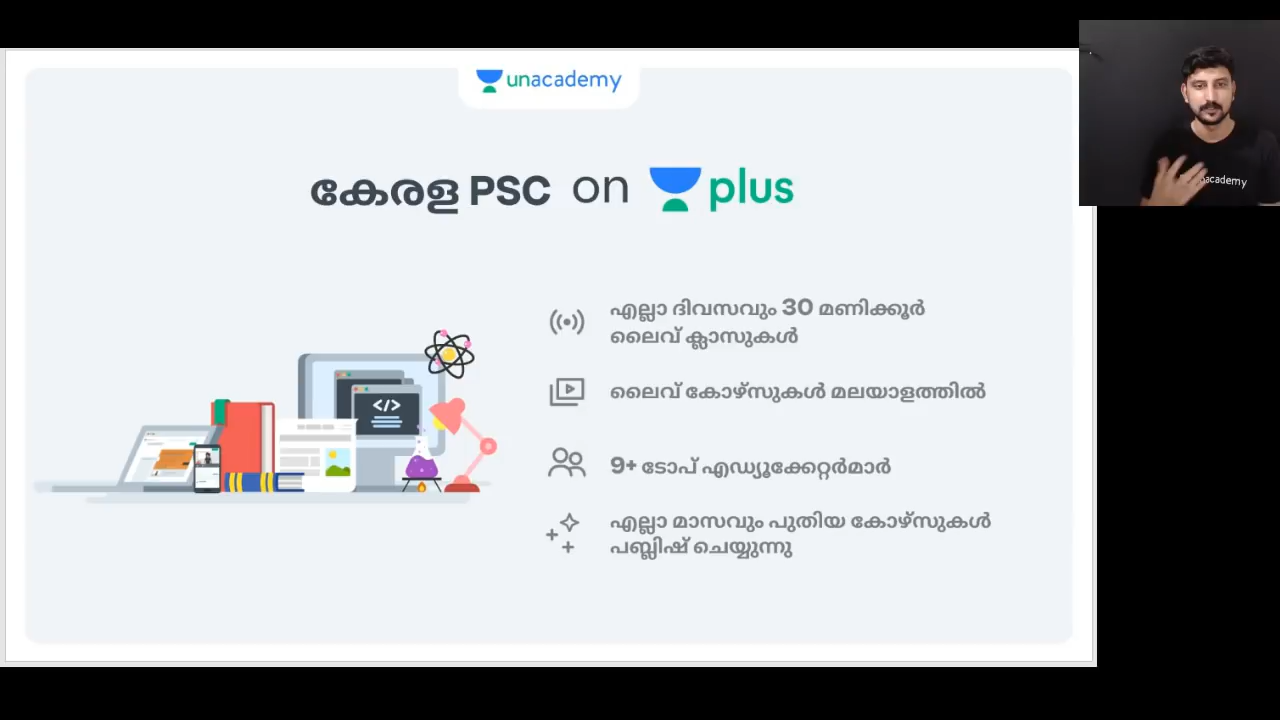 unacademy
കേരള PSC on plus
എല്ലാ ദിവസവും 30 മണിക്കൂർ
ലൈവ് ക്ലാസുകൾ
ലൈവ് കോഴ്സുകൾ മലയാളത്തിൽ
9+ ടോപ് എഡ്യൂക്കേറ്റർമാർ
എല്ലാ മാസവും പുതിയ കോഴ്സുകൾ
പബ്ലിഷ് ചെയ്യുന്നു